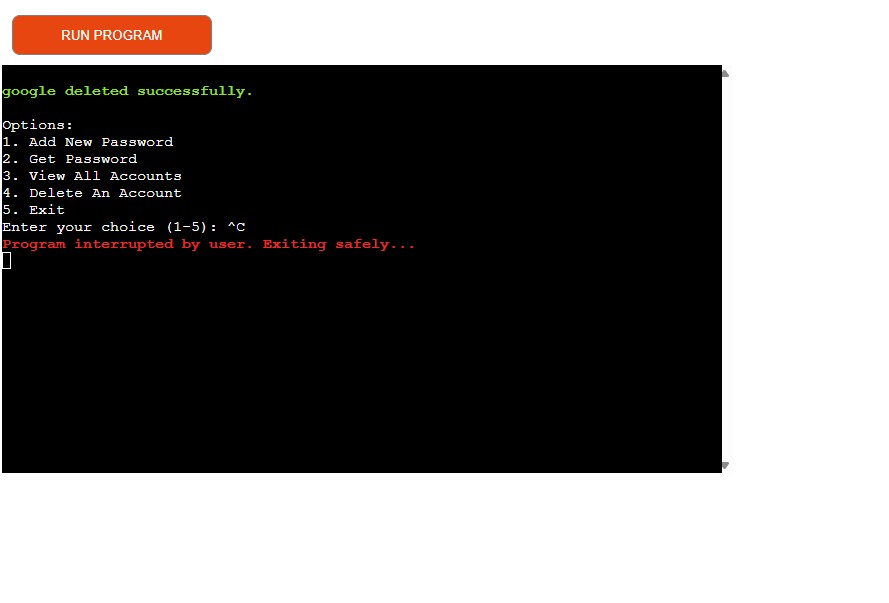 RUN PROGRAM
google deleted successfully.
Options:
1. Add New Password
2. Get Password
3. View All Accounts
4. Delete An Account
5. Exit
Enter your choice (1-5): ^C
Program interrupted by user. Exiting safely...